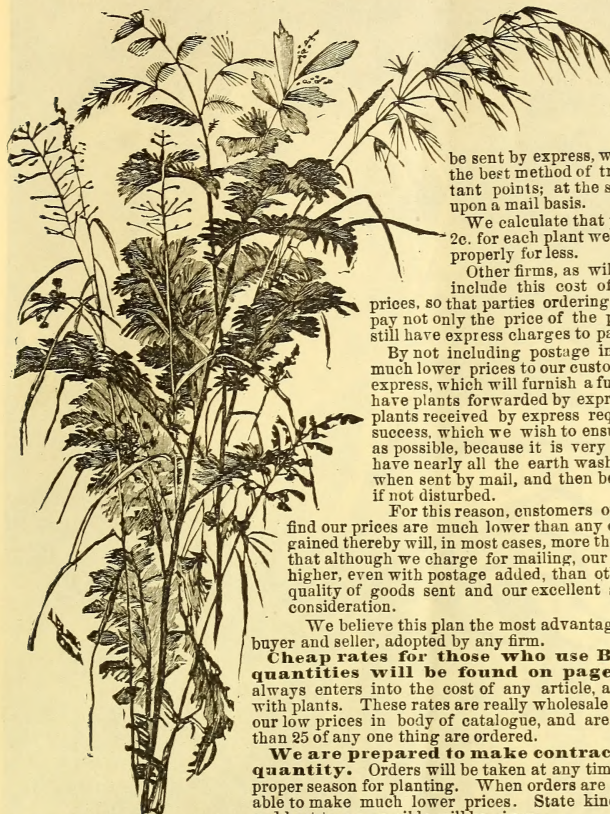 be sent by express, w
the best method of tr
tant points; at the s
upon a mail basis.
We calculate that
2c. for each plant we
properly for less.
Other firms, as wil
include this cost of
prices, so that parties ordering
pay not only the price of the p
still have express charges to pa
By not including postage in
much lower prices to our custo
express, which will furnish a fu
have plants forwarded by expr
plants received by express req
success, which we wish to ensu
as possible, because it is very
have nearly all the earth wash
when sent by mail, and then be
if not disturbed.
For this reason, customers o
find our prices are much lower than any o
gained thereby will, in most cases, more th
that although we charge for mailing, our
higher, even with postage added, than ot
quality of goods sent and our excellent
consideration.
We believe this plan the most advantag
buyer and seller, adopted by any firm.
Cheap rates for those who use B
quantities will be found on page
always enters into the cost of any article, a
with plants. These rates are really wholesale
our low prices in body of catalogue, and are
than 25 of any one thing are ordered.
We are prepared to make contrac
quantity. Orders will be taken at any tim
proper season for planting. When orders are
able to make much lower prices. State kind